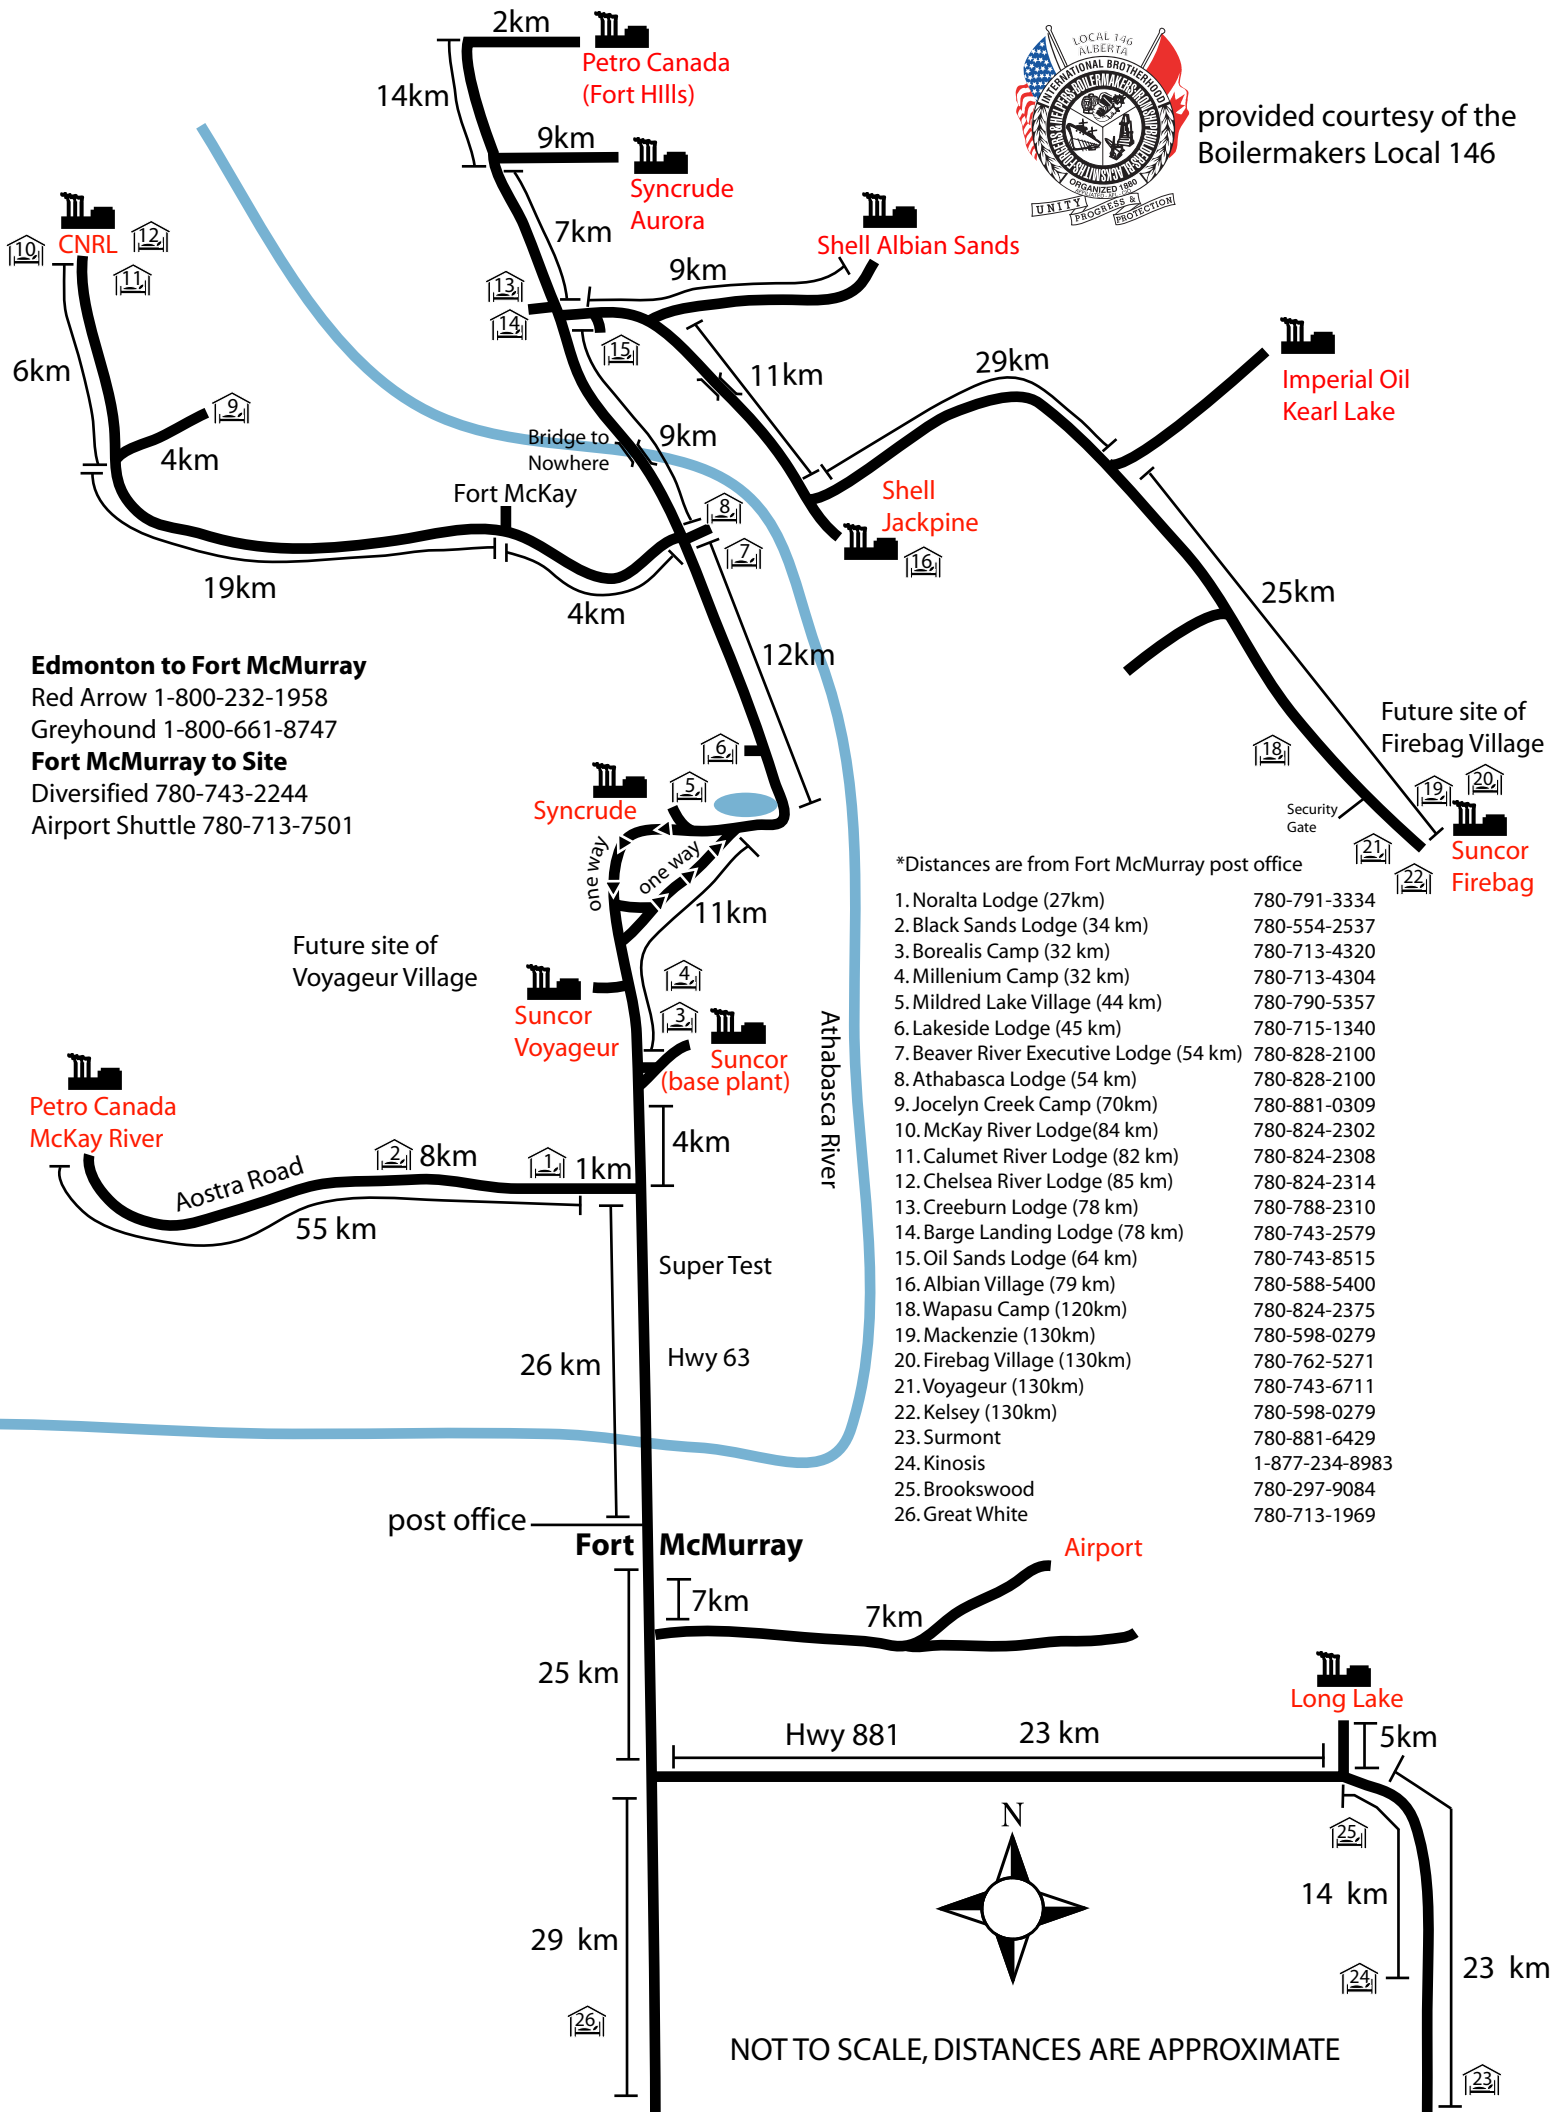 2km
Petro Canada
(Fort HIlls)
14km
9km
Syncrude
Aurora
7km
LOCAL 146
ALBERTA
INTERNATIONAL BROTHERHOOD
BOILERMAKERS·IRON SHIPBUILDERS·BLACKSMITHS·FORGERS & HELPERS
ORGANIZED 1880
UNITY
PROGRESS &
PROTECTION
provided courtesy of the
Boilermakers Local 146
CNRL
10
12
11
Shell Albian Sands
9km
13
14
15
11km
29km
Imperial Oil
Kearl Lake
6km
9
4km
Bridge to
Nowhere
9km
Fort McKay
8
7
Shell
Jackpine
16
19km
4km
25km
12km
Edmonton to Fort McMurray
Red Arrow 1-800-232-1958
Greyhound 1-800-661-8747
Fort McMurray to Site
Diversified 780-743-2244
Airport Shuttle 780-713-7501
6
5
Syncrude
one way
one way
11km
18
Future site of
Firebag Village
19
20
Security
Gate
21
22
Suncor
Firebag
Future site of
Voyageur Village
4
3
Suncor
Voyageur
Suncor
(base plant)
Athabasca River
Petro Canada
McKay River
4km
2
8km
1
1km
Aostra Road
55 km
Super Test
26 km
Hwy 63
*Distances are from Fort McMurray post office
1. Noralta Lodge (27km) 780-791-3334
2. Black Sands Lodge (34 km) 780-554-2537
3. Borealis Camp (32 km) 780-713-4320
4. Millenium Camp (32 km) 780-713-4304
5. Mildred Lake Village (44 km) 780-790-5357
6. Lakeside Lodge (45 km) 780-715-1340
7. Beaver River Executive Lodge (54 km) 780-828-2100
8. Athabasca Lodge (54 km) 780-828-2100
9. Jocelyn Creek Camp (70km) 780-881-0309
10. McKay River Lodge(84 km) 780-824-2302
11. Calumet River Lodge (82 km) 780-824-2308
12. Chelsea River Lodge (85 km) 780-824-2314
13. Creeburn Lodge (78 km) 780-788-2310
14. Barge Landing Lodge (78 km) 780-743-2579
15. Oil Sands Lodge (64 km) 780-743-8515
16. Albian Village (79 km) 780-588-5400
18. Wapasu Camp (120km) 780-824-2375
19. Mackenzie (130km) 780-598-0279
20. Firebag Village (130km) 780-762-5271
21. Voyageur (130km) 780-743-6711
22. Kelsey (130km) 780-598-0279
23. Surmont 780-881-6429
24. Kinosis 1-877-234-8983
25. Brookswood 780-297-9084
26. Great White 780-713-1969
post office
Fort McMurray
Airport
7km
7km
25 km
Long Lake
Hwy 881
23 km
5km
N
25
14 km
29 km
24
23 km
26
NOT TO SCALE, DISTANCES ARE APPROXIMATE
23